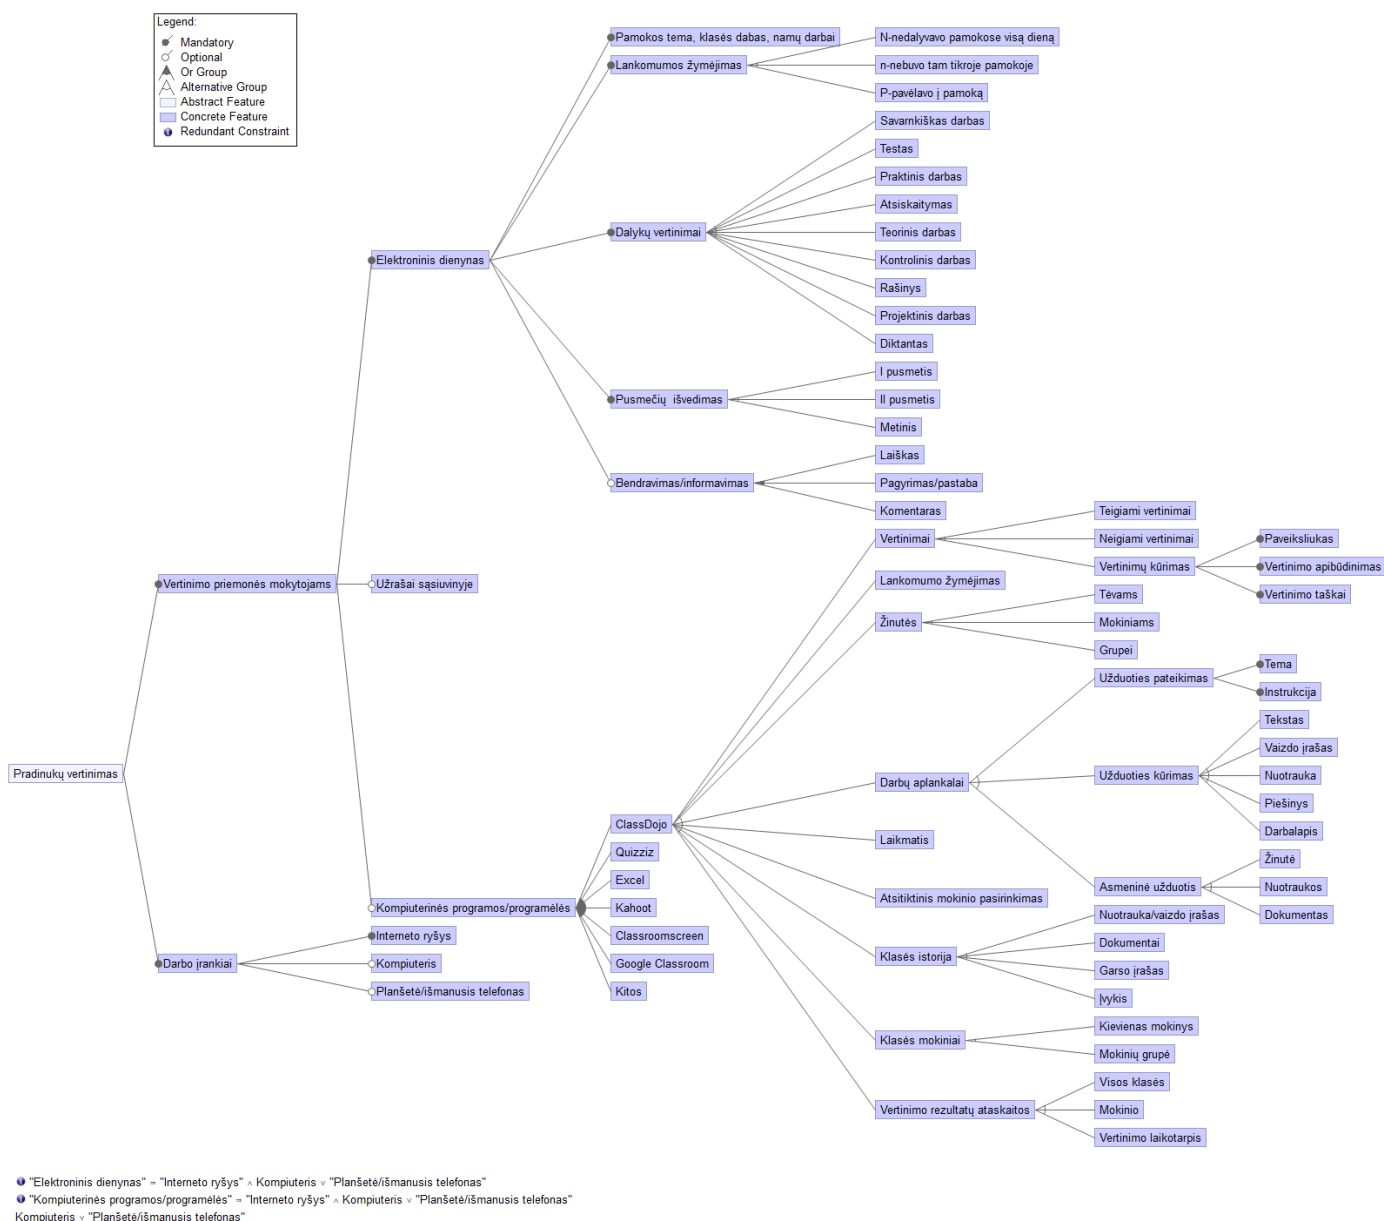 Legend:
Mandatory
Optional
Or Group
Alternative Group
Abstract Feature
Concrete Feature
Redundant Constraint
Pradinukų vertinimas
Vertinimo priemonės mokytojams
Elektroninis dienynas
Pamokos tema, klasės dabas, namų darbai
Lankomumos žymėjimas
N-nedalyvavo pamokose visą dieną
n-nebuvo tam tikroje pamokoje
P-pavėlavo į pamoką
Dalykų vertinimai
Savarnkiškas darbas
Testas
Praktinis darbas
Atsiskaitymas
Teorinis darbas
Kontrolinis darbas
Rašinys
Projektinis darbas
Diktantas
Pusmečių  išvedimas
I pusmetis
II pusmetis
Metinis
Bendravimas/informavimas
Laiškas
Pagyrimas/pastaba
Komentaras
Užrašai sąsiuvinyje
Kompiuterinės programos/programėlės
ClassDojo
Vertinimai
Teigiami vertinimai
Neigiami vertinimai
Vertinimų kūrimas
Paveiksliukas
Vertinimo apibūdinimas
Vertinimo taškai
Lankomumo žymėjimas
Žinutės
Tėvams
Mokiniams
Grupei
Darbų aplankalai
Užduoties pateikimas
Tema
Instrukcija
Užduoties kūrimas
Tekstas
Vaizdo įrašas
Nuotrauka
Piešinys
Darbalapis
Asmeninė užduotis
Žinutė
Nuotraukos
Dokumentas
Laikmatis
Atsitiktinis mokinio pasirinkimas
Klasės istorija
Nuotrauka/vaizdo įrašas
Dokumentai
Garso įrašas
Įvykis
Klasės mokiniai
Kievienas mokinys
Mokinių grupė
Vertinimo rezultatų ataskaitos
Visos klasės
Mokinio
Vertinimo laikotarpis
Quizziz
Excel
Kahoot
Classroomscreen
Google Classroom
Kitos
Darbo įrankiai
Interneto ryšys
Kompiuteris
Planšetė/išmanusis telefonas
"Elektroninis dienynas" ⇒ "Interneto ryšys" ∧ Kompiuteris ∨ "Planšetė/išmanusis telefonas"
"Kompiuterinės programos/programėlės" ⇒ "Interneto ryšys" ∧ Kompiuteris ∨ "Planšetė/išmanusis telefonas"
Kompiuteris ∨ "Planšetė/išmanusis telefonas"